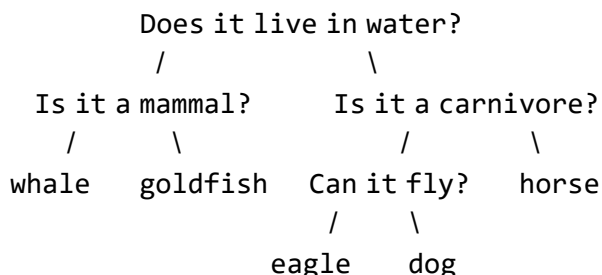 Does it live in water?
/ \
Is it a mammal? Is it a carnivore?
/ \ / \
whale goldfish Can it fly? horse
/ \
eagle dog